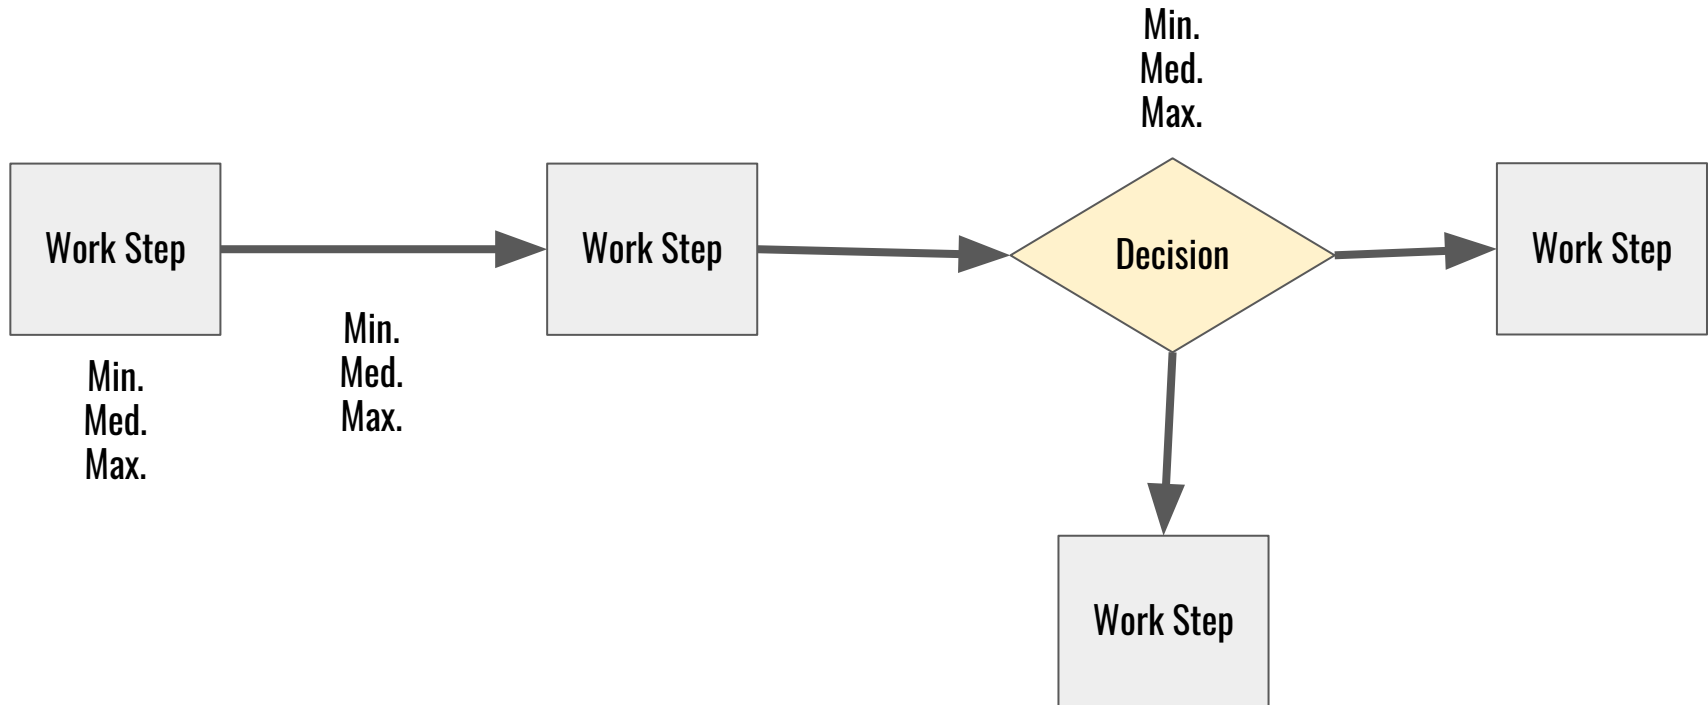 Min.
Med.
Max.
Work Step
Work Step
Decision
Work Step
Min.
Med.
Max.
Min.
Med.
Max.
Work Step